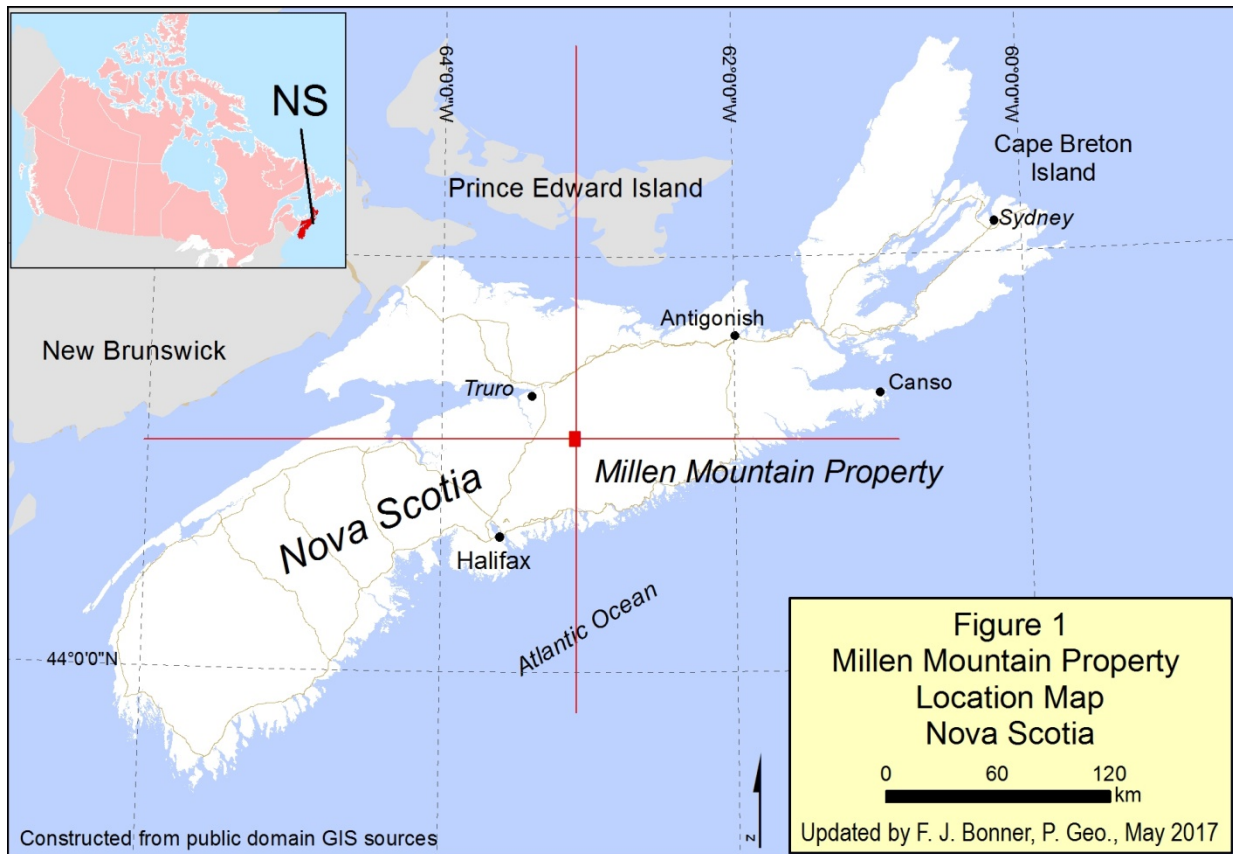 NS
64°0'0"W
62°0'0"W
60°0'0"W
Cape Breton
Island
Prince Edward Island
Sydney
Antigonish
New Brunswick
Truro
Canso
Millen Mountain Property
Nova Scotia
Halifax
Atlantic Ocean
44°0'0"N
Figure 1
Millen Mountain Property
Location Map
Nova Scotia
0 60 120
km
z
Constructed from public domain GIS sources
Updated by F. J. Bonner, P. Geo., May 2017